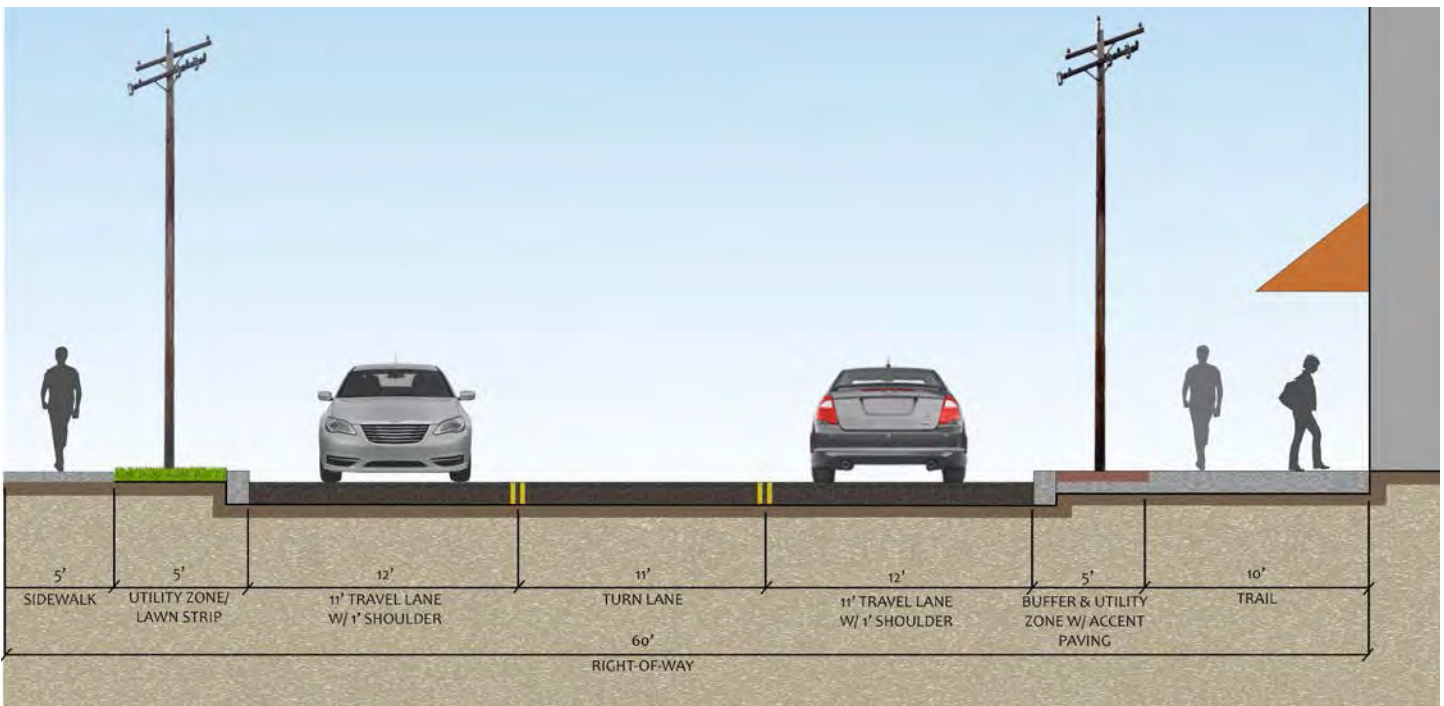 5'
SIDEWALK
5'
UTILITY ZONE/
LAWN STRIP
12'
11' TRAVEL LANE
W/ 1' SHOULDER
11'
TURN LANE
12'
11' TRAVEL LANE
W/ 1' SHOULDER
5'
BUFFER & UTILITY
ZONE W/ ACCENT
PAVING
10'
TRAIL
60'
RIGHT-OF-WAY